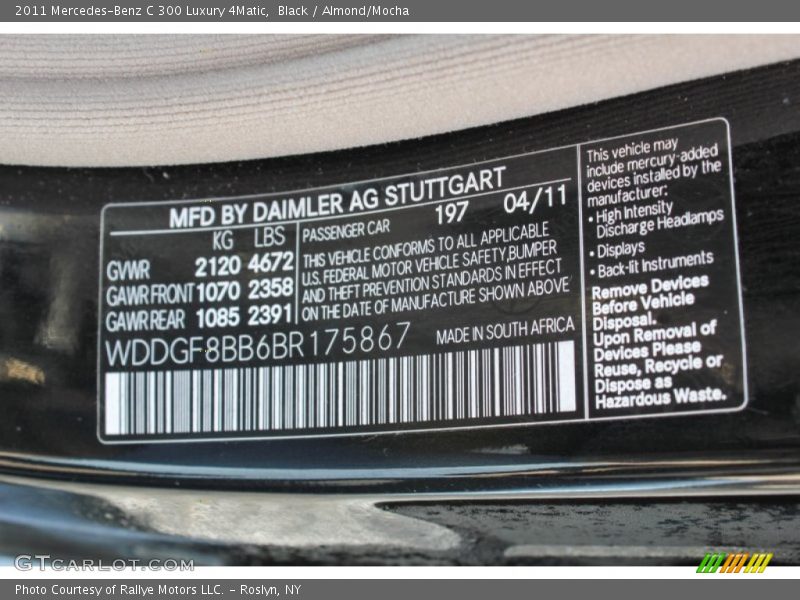 2011 Mercedes-Benz C 300 Luxury 4Matic, Black / Almond/Mocha
MFD BY DAIMLER AG STUTTGART
KG LBS
GVWR 2120 4672
GAWR FRONT 1070 2358
GAWR REAR 1085 2391
PASSENGER CAR 197 04/11
THIS VEHICLE CONFORMS TO ALL APPLICABLE
U.S. FEDERAL MOTOR VEHICLE SAFETY,BUMPER
AND THEFT PREVENTION STANDARDS IN EFFECT
ON THE DATE OF MANUFACTURE SHOWN ABOVE
WDDGF8BB6BR175867 MADE IN SOUTH AFRICA
This vehicle may
include mercury-added
devices installed by the
manufacturer:
• High Intensity
Discharge Headlamps
• Displays
• Back-lit Instruments
Remove Devices
Before Vehicle
Disposal.
Upon Removal of
Devices Please
Reuse, Recycle or
Dispose as
Hazardous Waste.
GTCARLOT.COM
Photo Courtesy of Rallye Motors LLC. - Roslyn, NY